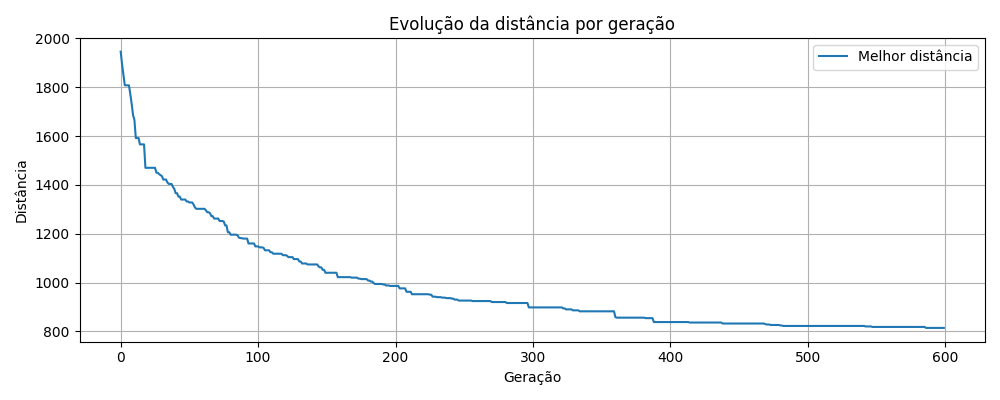 Evolução da distância por geração
Melhor distância
Distância
2000
1800
1600
1400
1200
1000
800
0 100 200 300 400 500 600
Geração